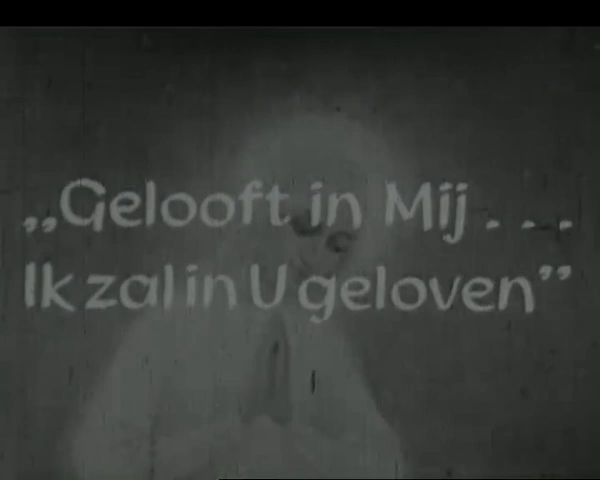 „Gelooft in Mij . . .
Ik zal in U geloven”